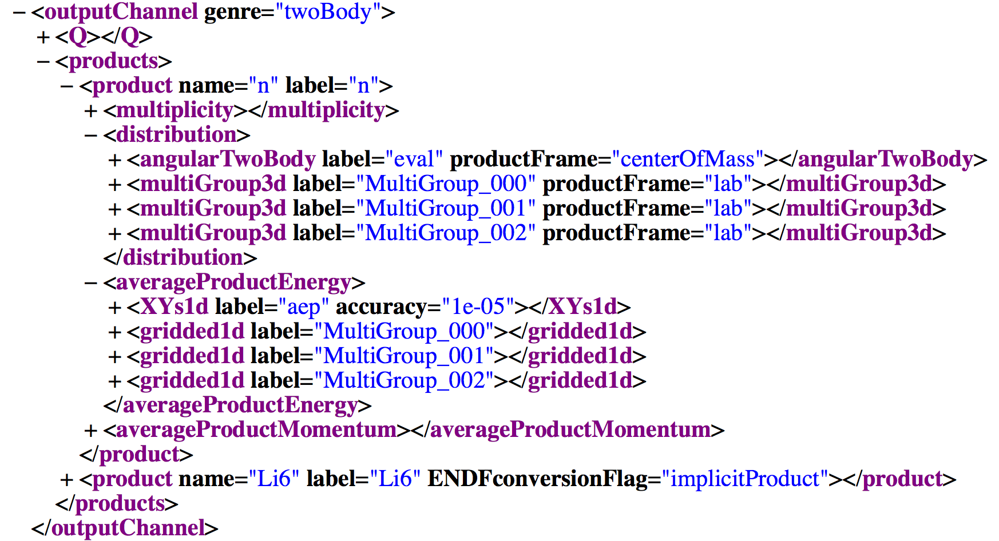 − <outputChannel genre="twoBody">
+ <Q></Q>
− <products>
− <product name="n" label="n">
+ <multiplicity></multiplicity>
− <distribution>
+ <angularTwoBody label="eval" productFrame="centerOfMass"></angularTwoBody>
+ <multiGroup3d label="MultiGroup_000" productFrame="lab"></multiGroup3d>
+ <multiGroup3d label="MultiGroup_001" productFrame="lab"></multiGroup3d>
+ <multiGroup3d label="MultiGroup_002" productFrame="lab"></multiGroup3d>
</distribution>
− <averageProductEnergy>
+ <XYs1d label="aep" accuracy="1e-05"></XYs1d>
+ <gridded1d label="MultiGroup_000"></gridded1d>
+ <gridded1d label="MultiGroup_001"></gridded1d>
+ <gridded1d label="MultiGroup_002"></gridded1d>
</averageProductEnergy>
+ <averageProductMomentum></averageProductMomentum>
</product>
+ <product name="Li6" label="Li6" ENDFconversionFlag="implicitProduct"></product>
</products>
</outputChannel>